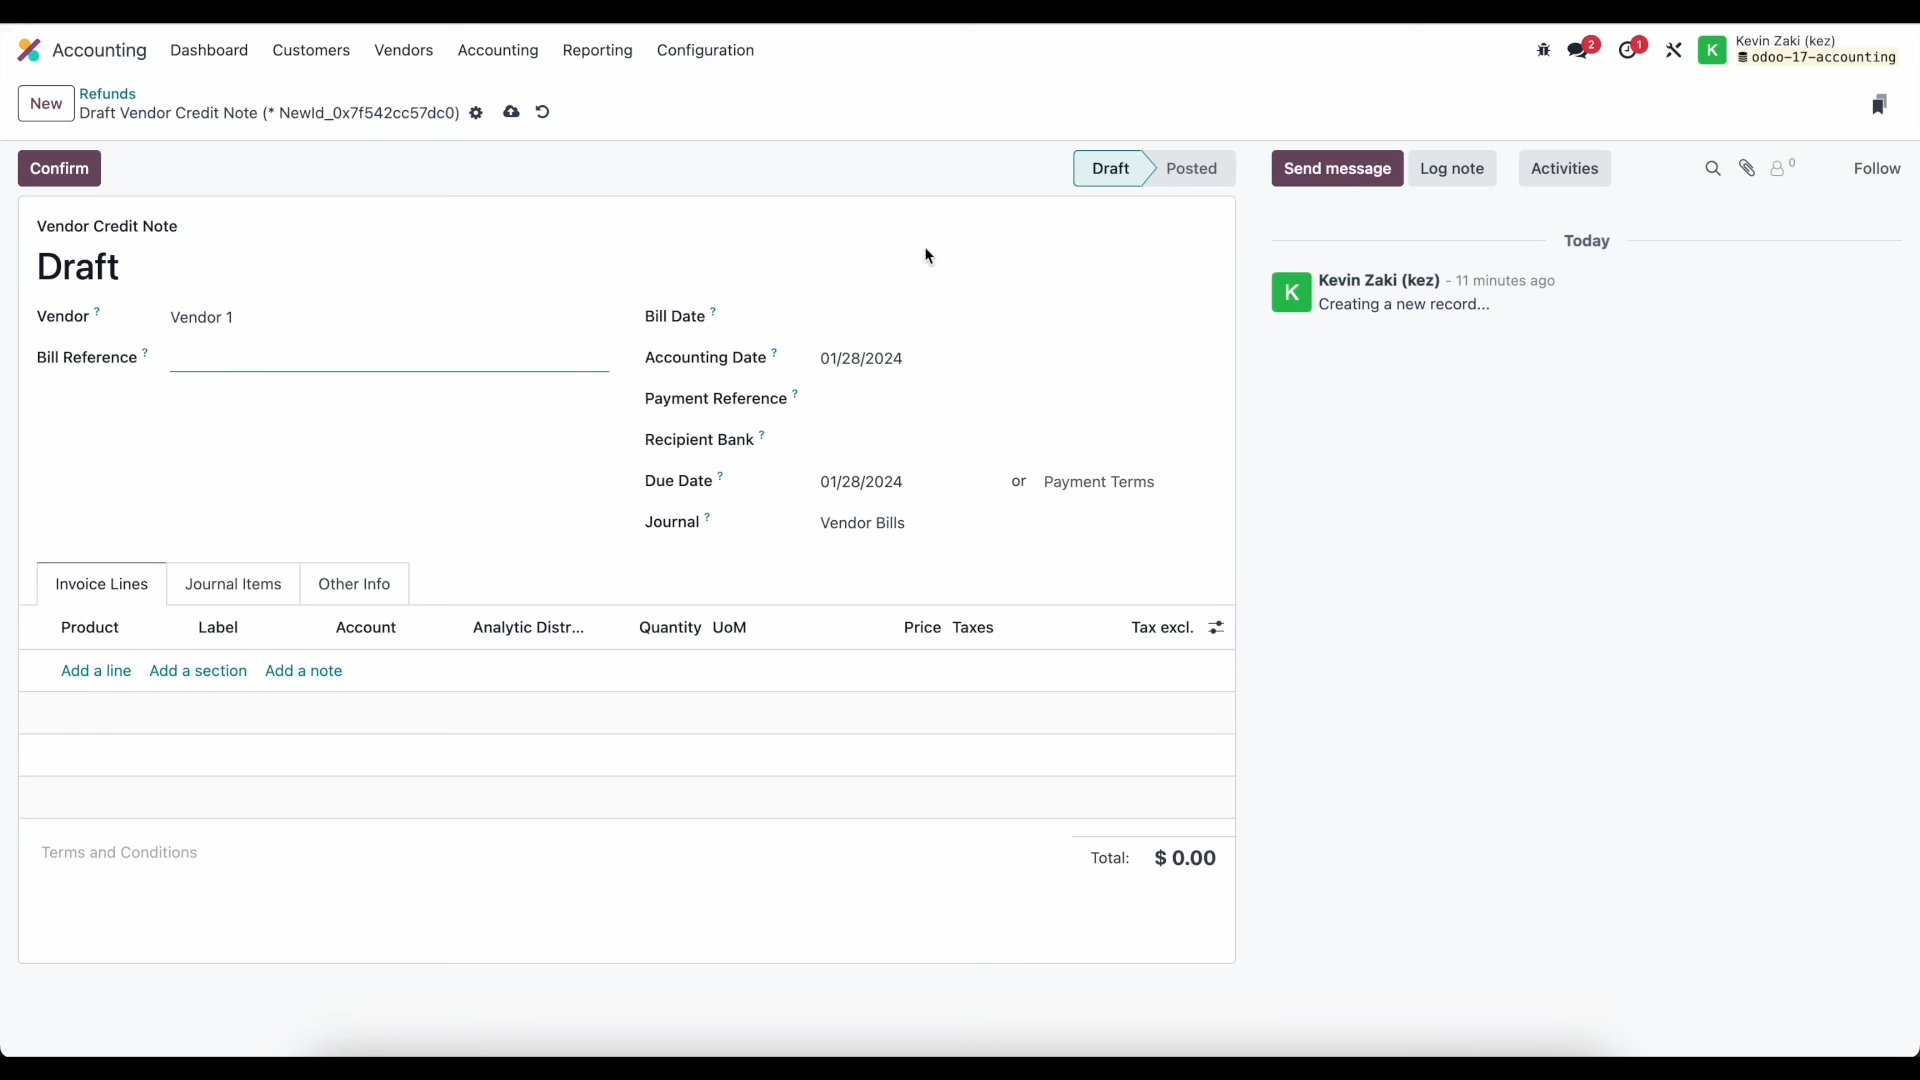 Accounting Dashboard Customers Vendors Accounting Reporting Configuration
2 1 K Kevin Zaki (kez)
odoo-17-accounting
New Refunds
Draft Vendor Credit Note (* NewId_0x7f542cc57dc0)
Confirm Draft Posted Send message Log note Activities 0 Follow
Vendor Credit Note
Draft
Vendor ? Vendor 1
Bill Reference ?
Bill Date ?
Accounting Date ? 01/28/2024
Payment Reference ?
Recipient Bank ?
Due Date ? 01/28/2024 or Payment Terms
Journal ? Vendor Bills
Today
K Kevin Zaki (kez) - 11 minutes ago
Creating a new record...
Invoice Lines Journal Items Other Info
Product Label Account Analytic Distr... Quantity UoM Price Taxes Tax excl.
Add a line Add a section Add a note
Terms and Conditions
Total: $ 0.00